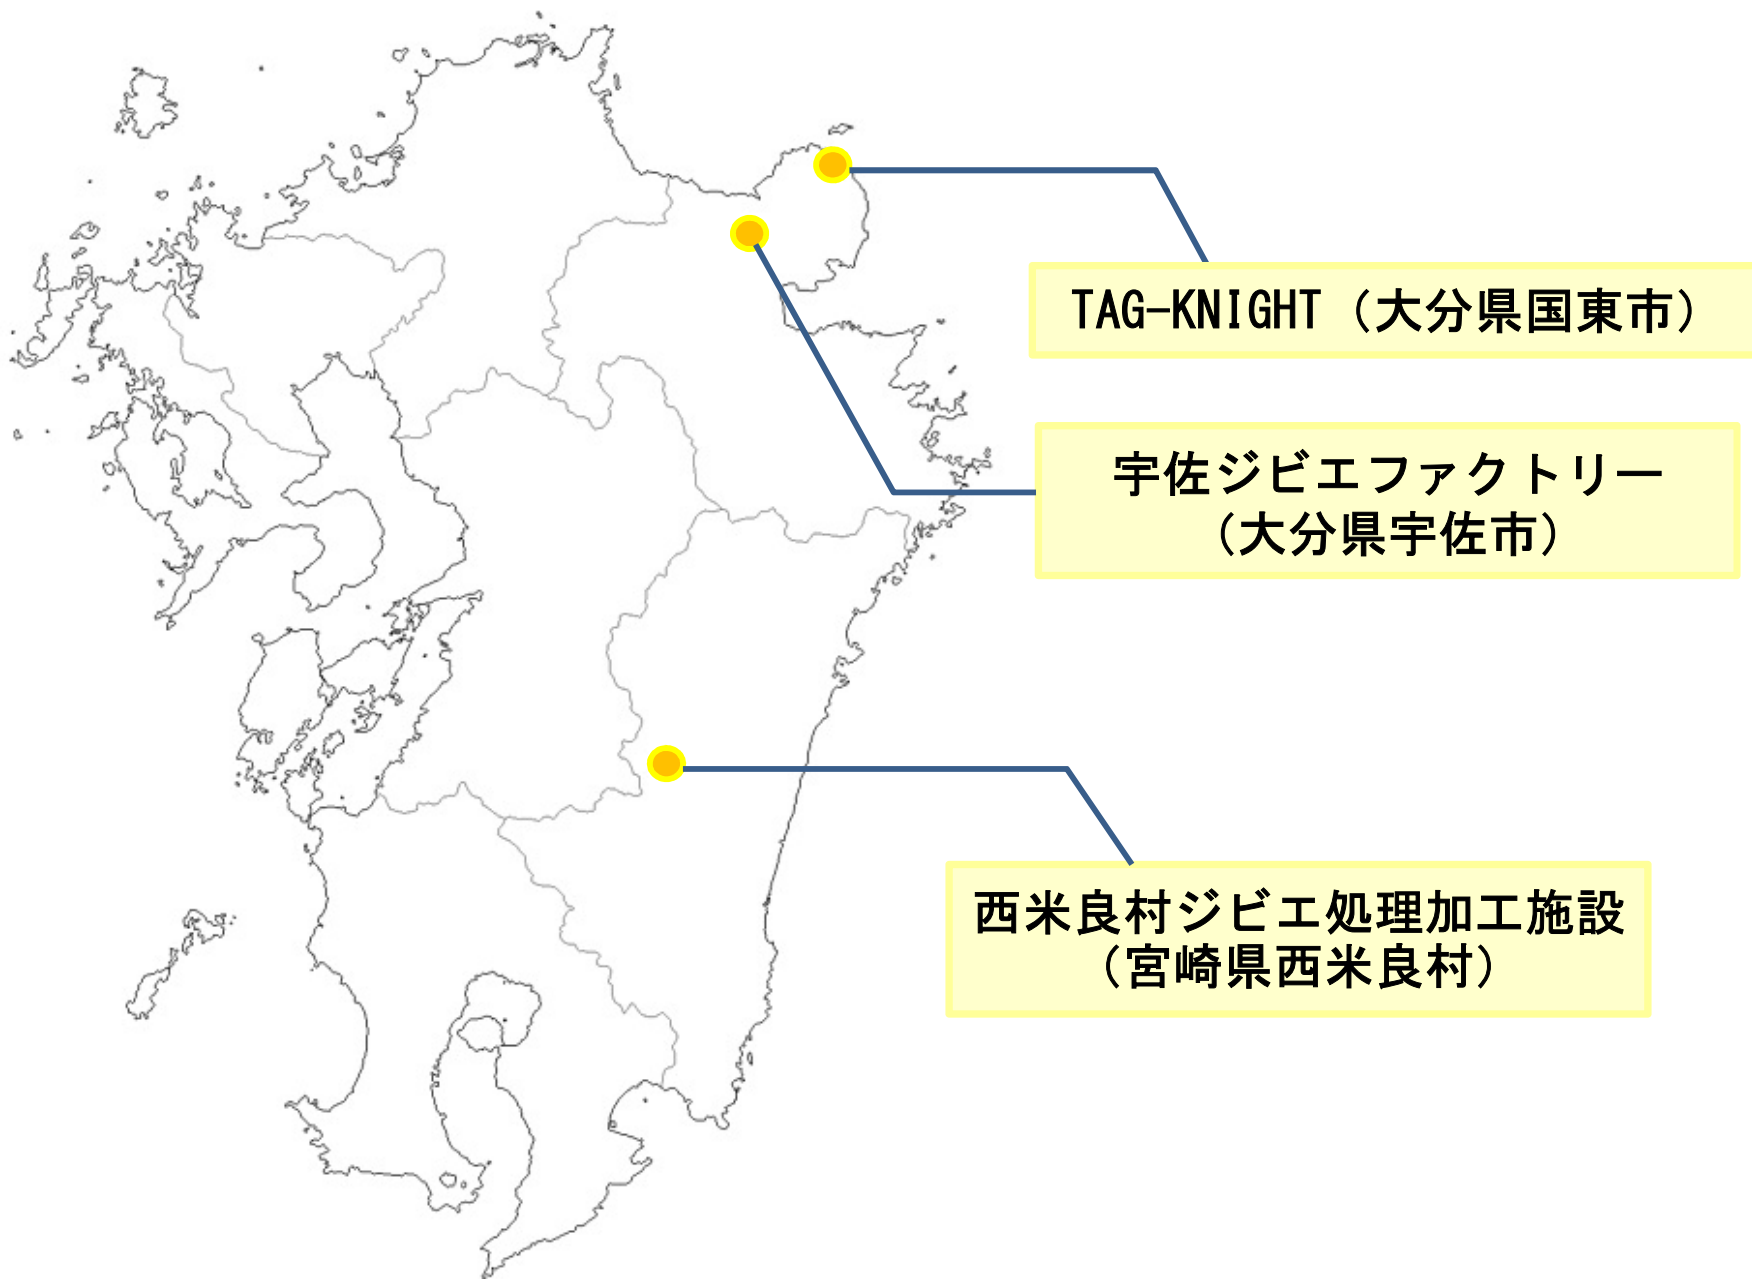 TAG-KNIGHT（大分県国東市）
宇佐ジビエファクトリー
（大分県宇佐市）
西米良村ジビエ処理加工施設
（宮崎県西米良村）